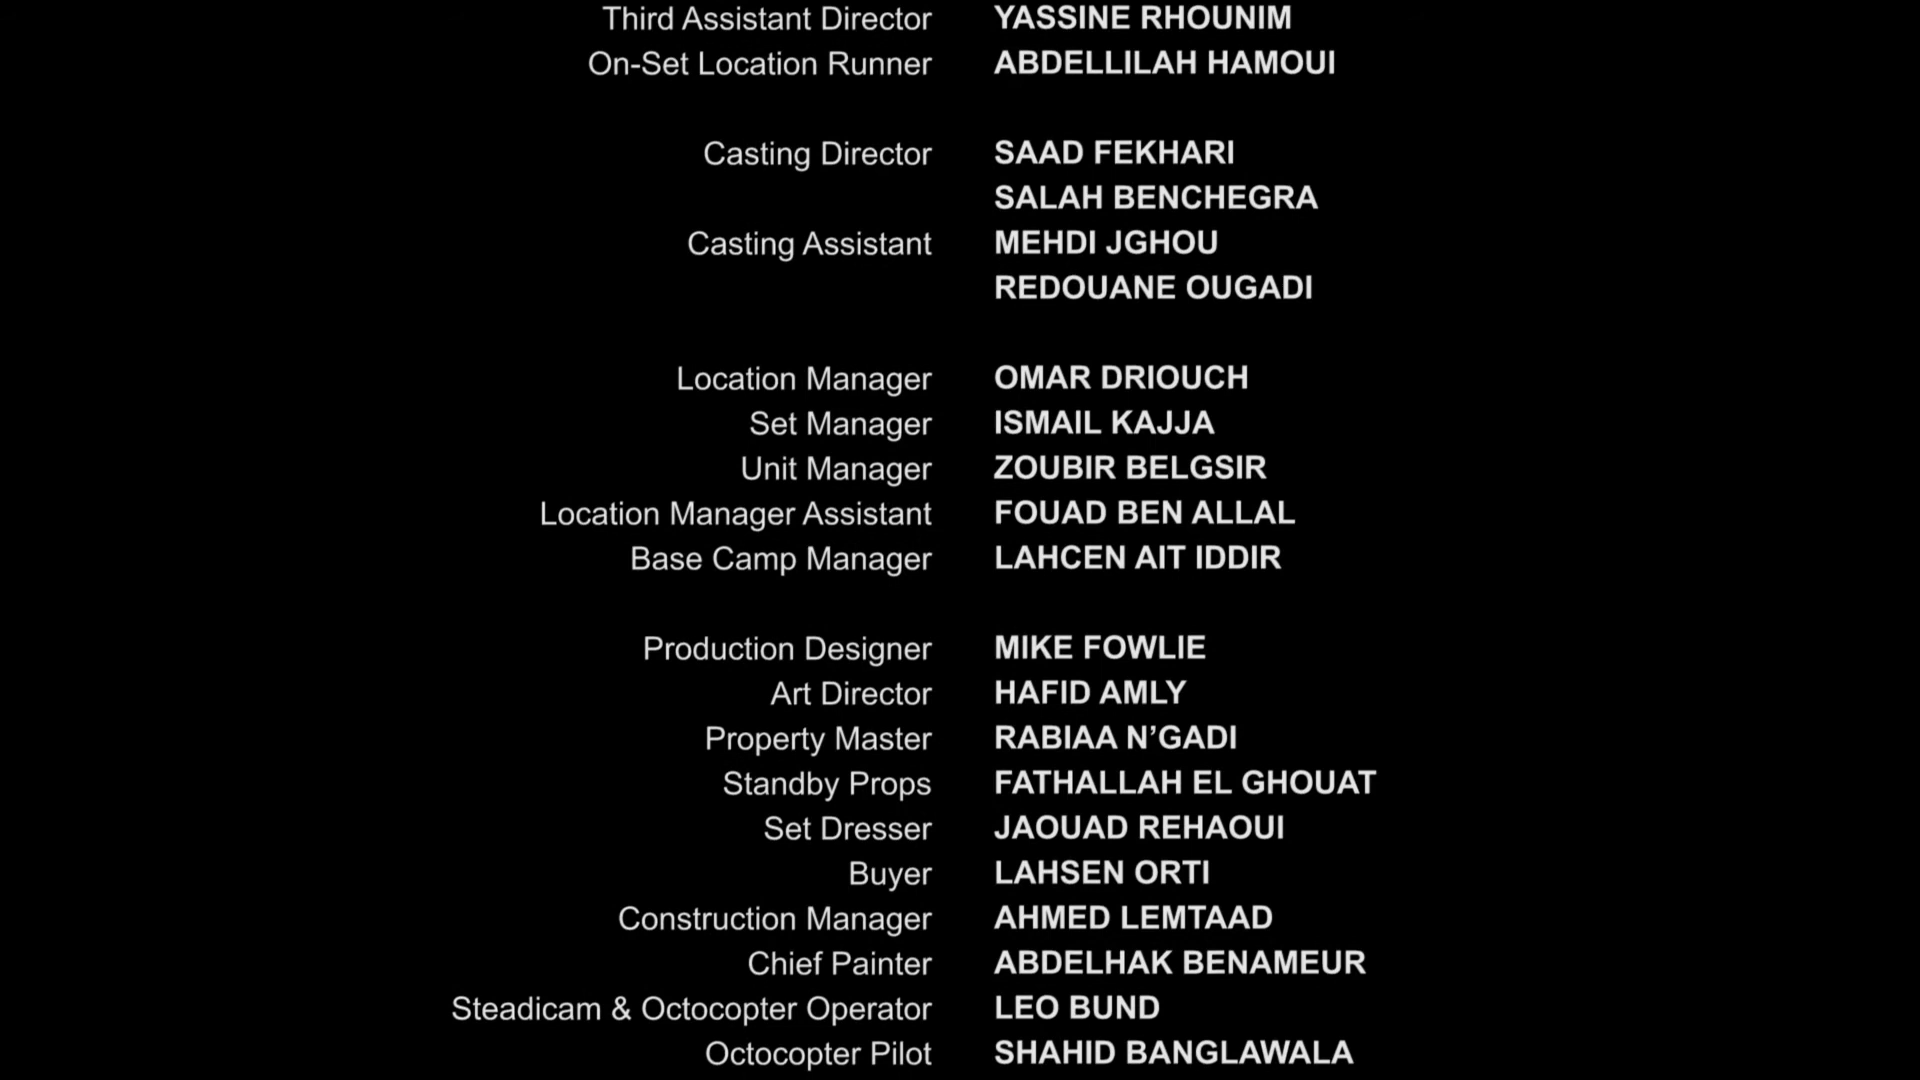 Third Assistant Director YASSINE RHOUNIM
On-Set Location Runner ABDELLILAH HAMOUI
Casting Director SAAD FEKHARI
SALAH BENCHEGRA
Casting Assistant MEHDI JGHOU
REDOUANE OUGADI
Location Manager OMAR DRIOUCH
Set Manager ISMAIL KAJJA
Unit Manager ZOUBIR BELGSIR
Location Manager Assistant FOUAD BEN ALLAL
Base Camp Manager LAHCEN AIT IDDIR
Production Designer MIKE FOWLIE
Art Director HAFID AMLY
Property Master RABIAA N’GADI
Standby Props FATHALLAH EL GHOUAT
Set Dresser JAOUAD REHAOUI
Buyer LAHSEN ORTI
Construction Manager AHMED LEMTAAD
Chief Painter ABDELHAK BENAMEUR
Steadicam & Octocopter Operator LEO BUND
Octocopter Pilot SHAHID BANGLAWALA